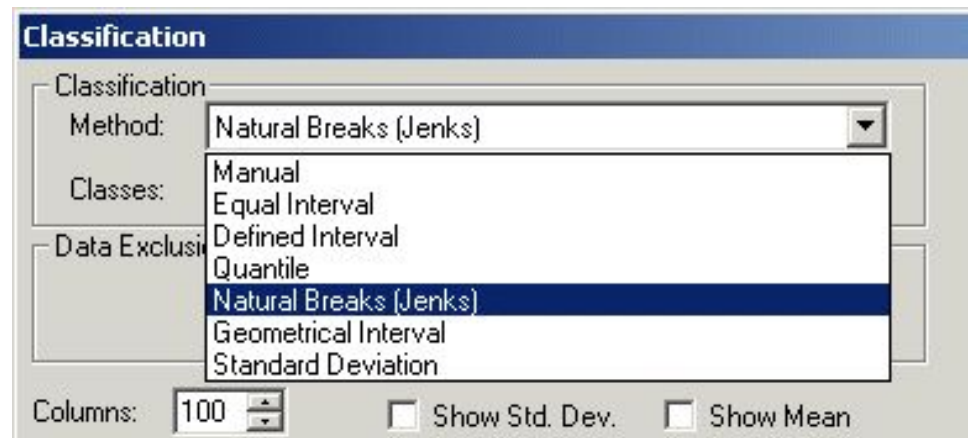 Classification
Classification
Method: Natural Breaks (Jenks)
Classes:
Manual
Equal Interval
Defined Interval
Quantile
Natural Breaks (Jenks)
Geometrical Interval
Standard Deviation
Data Exclusi
Columns: 100 Show Std. Dev. Show Mean